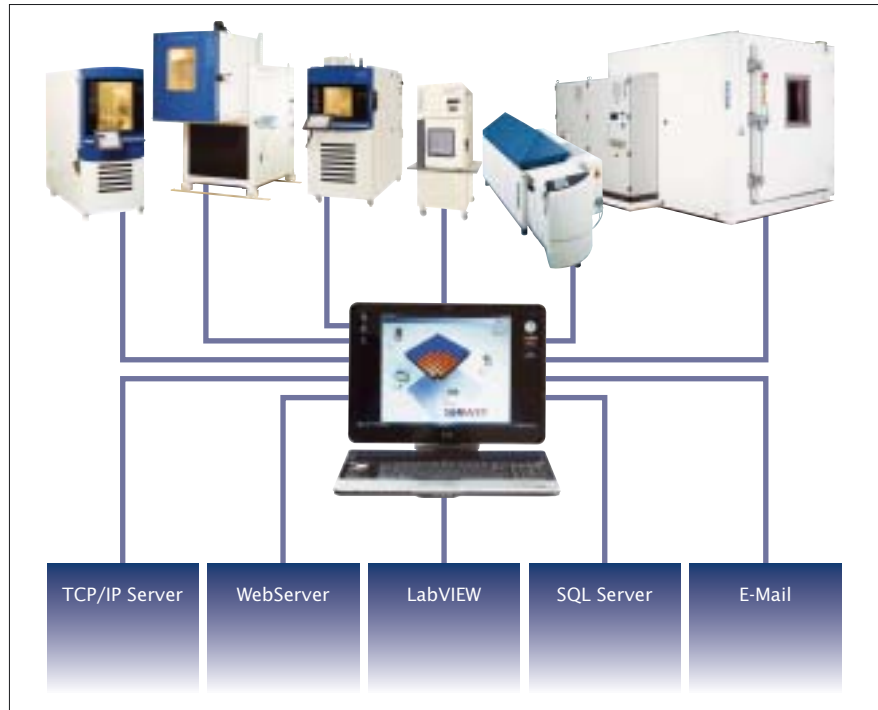 TCP/IP Server
WebServer
LabVIEW
SQL Server
E-Mail